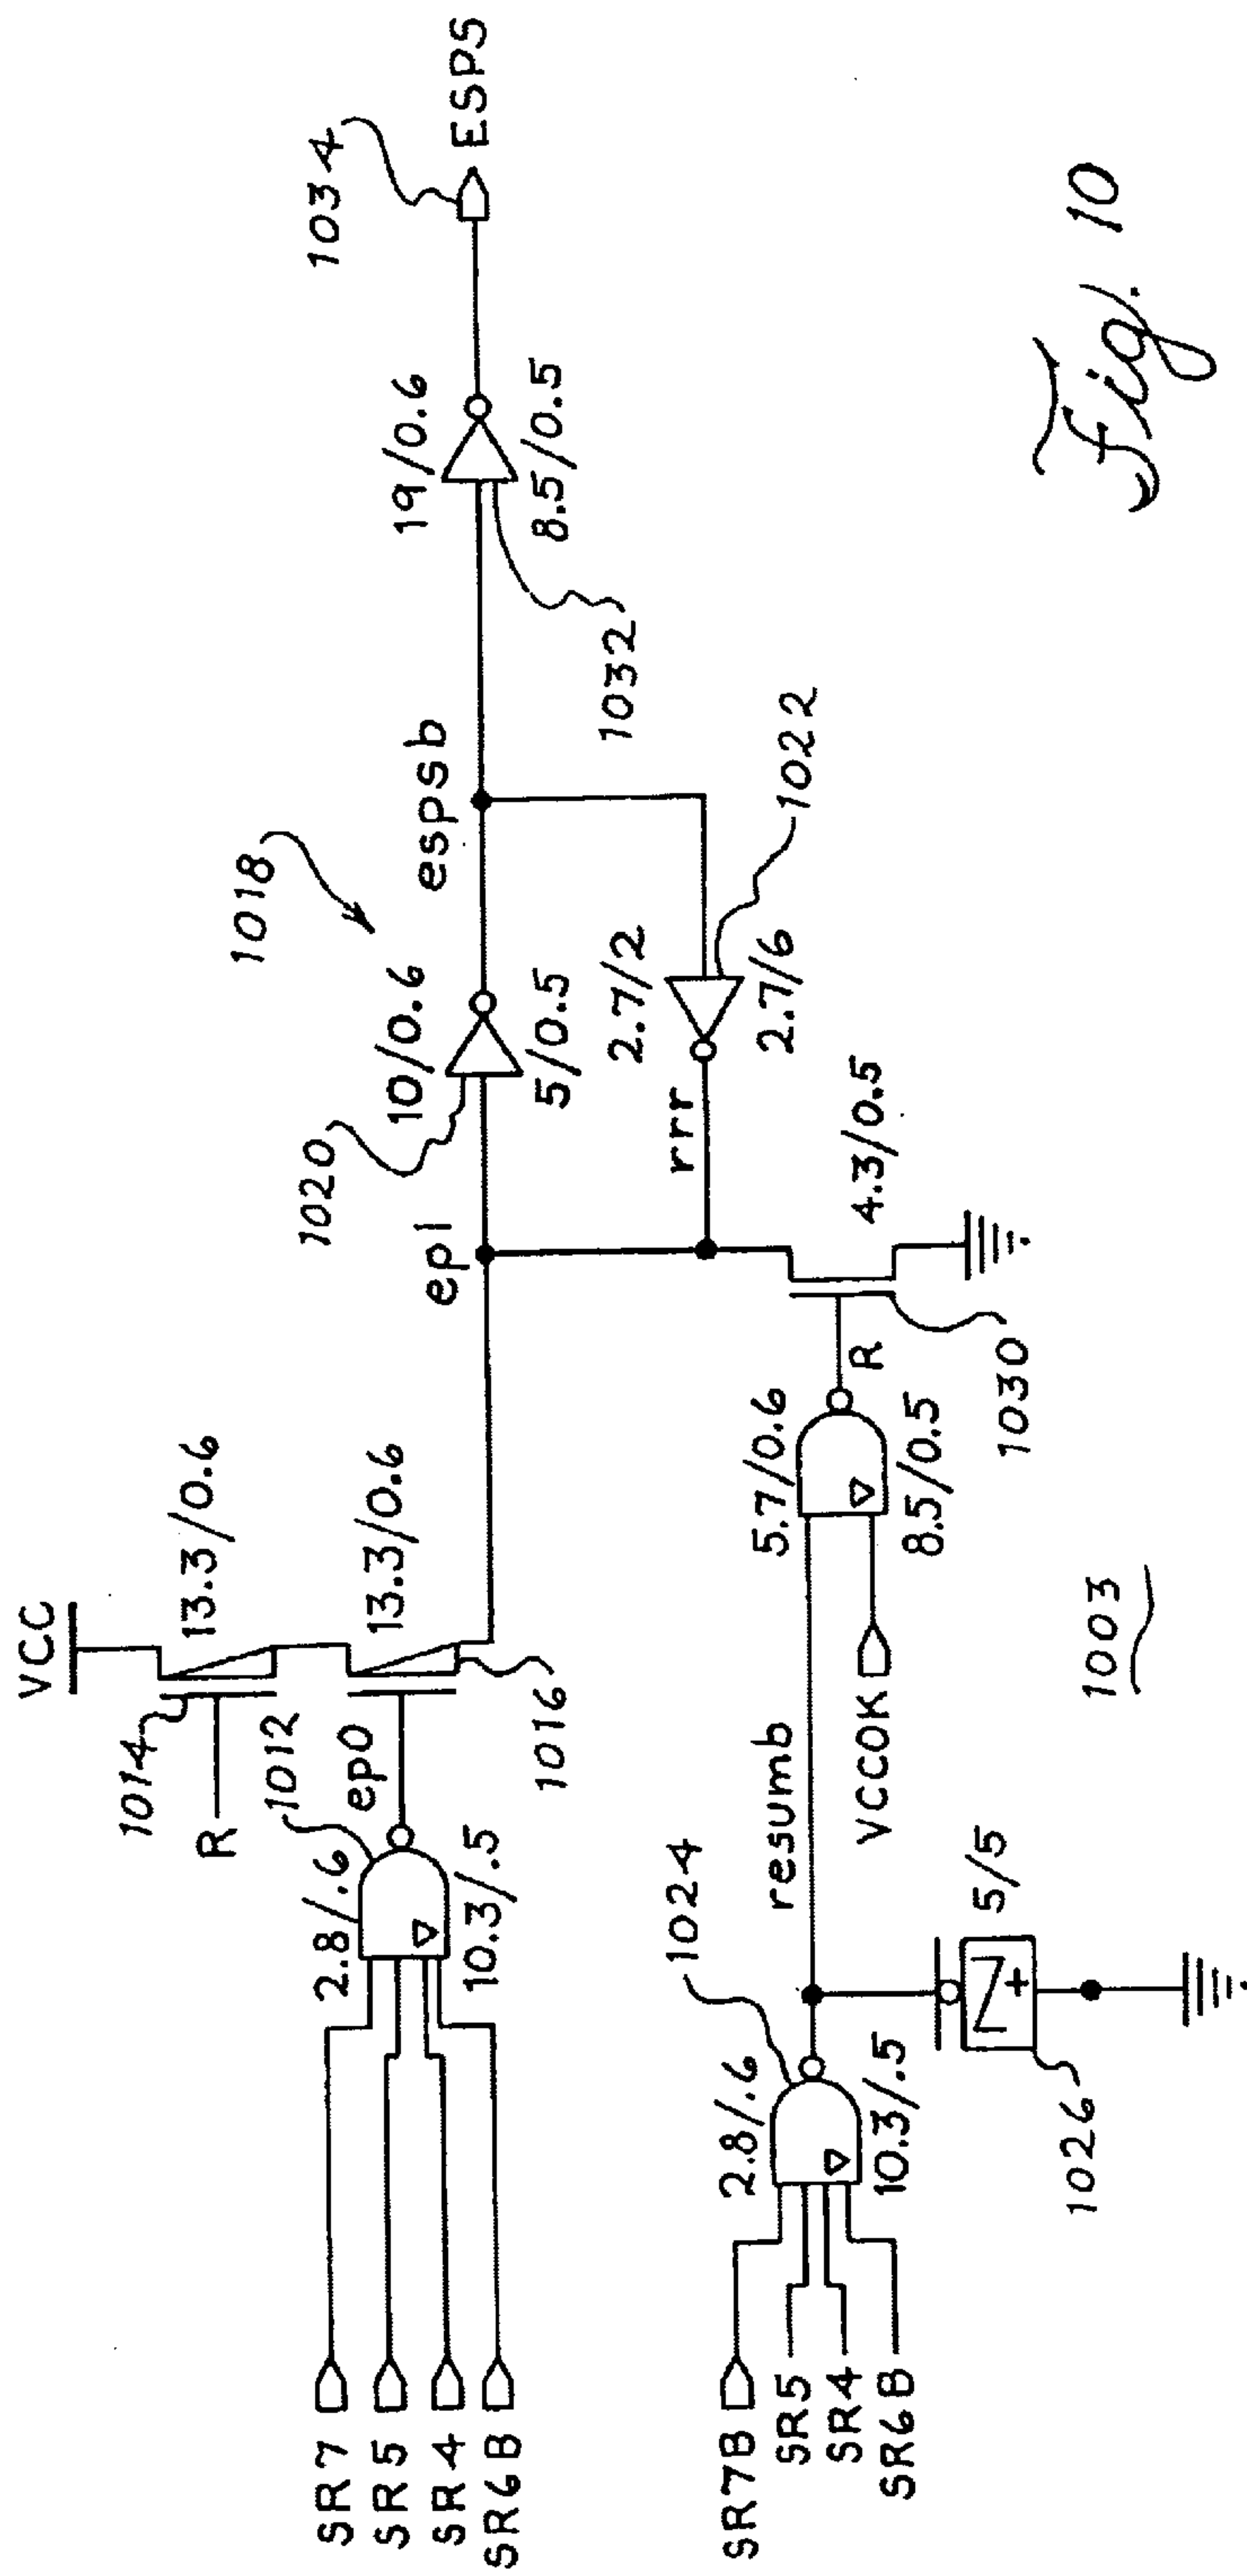 VCC
1014
13.3/0.6
R
1012
2.8/.6
ep0
13.3/0.6
1016
10.3/.5
SR7
SR5
SR4
SR6B
1018
1020
10/0.6
ep1
5/0.5
espsb
19/0.6
8.5/0.5
1032
1034
ESPS
2.7/2
rrr
2.7/6
1022
4.3/0.5
1030
R
5.7/0.6
8.5/0.5
resumb
VCCOK
1024
2.8/.6
10.3/.5
SR7B
SR5
SR4
SR6B
Z+
5/5
1026
1003
Fig. 10